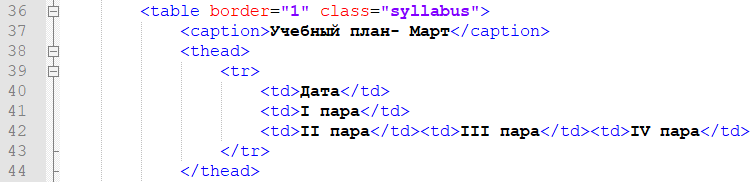 36 <table border="1" class="syllabus">
37 <caption>Учебный план- Март</caption>
38 <thead>
39 <tr>
40 <td>Дата</td>
41 <td>I пара</td>
42 <td>II пара</td><td>III пара</td><td>IV пара</td>
43 </tr>
44 </thead>